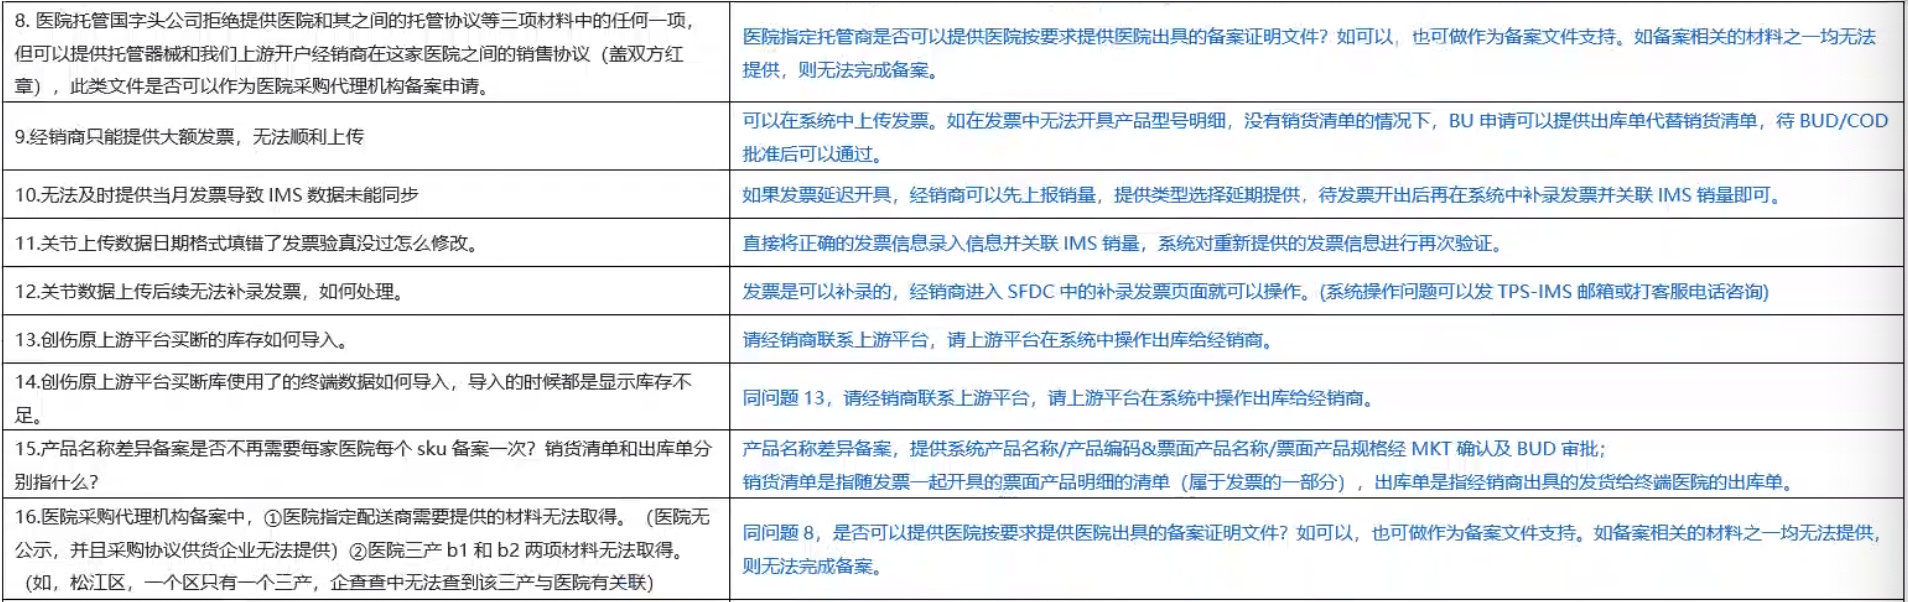 8. 医院托管国字头公司拒绝提供医院和其之间的托管协议等三项材料中的任何一项，
但可以提供托管器械和我们上游开户经销商在这家医院之间的销售协议（盖双方红
章），此类文件是否可以作为医院采购代理机构备案申请。
医院指定托管商是否可以提供医院按要求提供医院出具的备案证明文件？如可以，也可做作为备案文件支持。如备案相关的材料之一均无法
提供，则无法完成备案。
9.经销商只能提供大额发票，无法顺利上传
可以在系统中上传发票。如在发票中无法开具产品型号明细，没有销货清单的情况下，BU 申请可以提供出库单代替销货清单，待 BUD/COD
批准后可以通过。
10.无法及时提供当月发票导致 IMS 数据未能同步
如果发票延迟开具，经销商可以先上报销量，提供类型选择延期提供，待发票开出后再在系统中补录发票并关联 IMS 销量即可。
11.关节上传数据日期格式填错了发票验真没过怎么修改。
直接将正确的发票信息录入信息并关联 IMS 销量，系统对重新提供的发票信息进行再次验证。
12.关节数据上传后续无法补录发票，如何处理。
发票是可以补录的，经销商进入 SFDC 中的补录发票页面就可以操作。(系统操作问题可以发 TPS-IMS 邮箱或打客服电话咨询)
13.创伤原上游平台买断的库存如何导入。
请经销商联系上游平台，请上游平台在系统中操作出库给经销商。
14.创伤原上游平台买断库使用了的终端数据如何导入，导入的时候都是显示库存不
足。
同问题 13，请经销商联系上游平台，请上游平台在系统中操作出库给经销商。
15.产品名称差异备案是否不再需要每家医院每个 sku 备案一次？销货清单和出库单分
别指什么？
产品名称差异备案，提供系统产品名称/产品编码&票面产品名称/票面产品规格经 MKT 确认及 BUD 审批；
销货清单是指随发票一起开具的票面产品明细的清单（属于发票的一部分），出库单是指经销商出具的发货给终端医院的出库单。
16.医院采购代理机构备案中，①医院指定配送商需要提供的材料无法取得。（医院无
公示，并且采购协议供货企业无法提供）②医院三产 b1 和 b2 两项材料无法取得。
（如，松江区，一个区只有一个三产，企查查中无法查到该三产与医院有关联）
同问题 8，是否可以提供医院按要求提供医院出具的备案证明文件？如可以，也可做作为备案文件支持。如备案相关的材料之一均无法提供，
则无法完成备案。